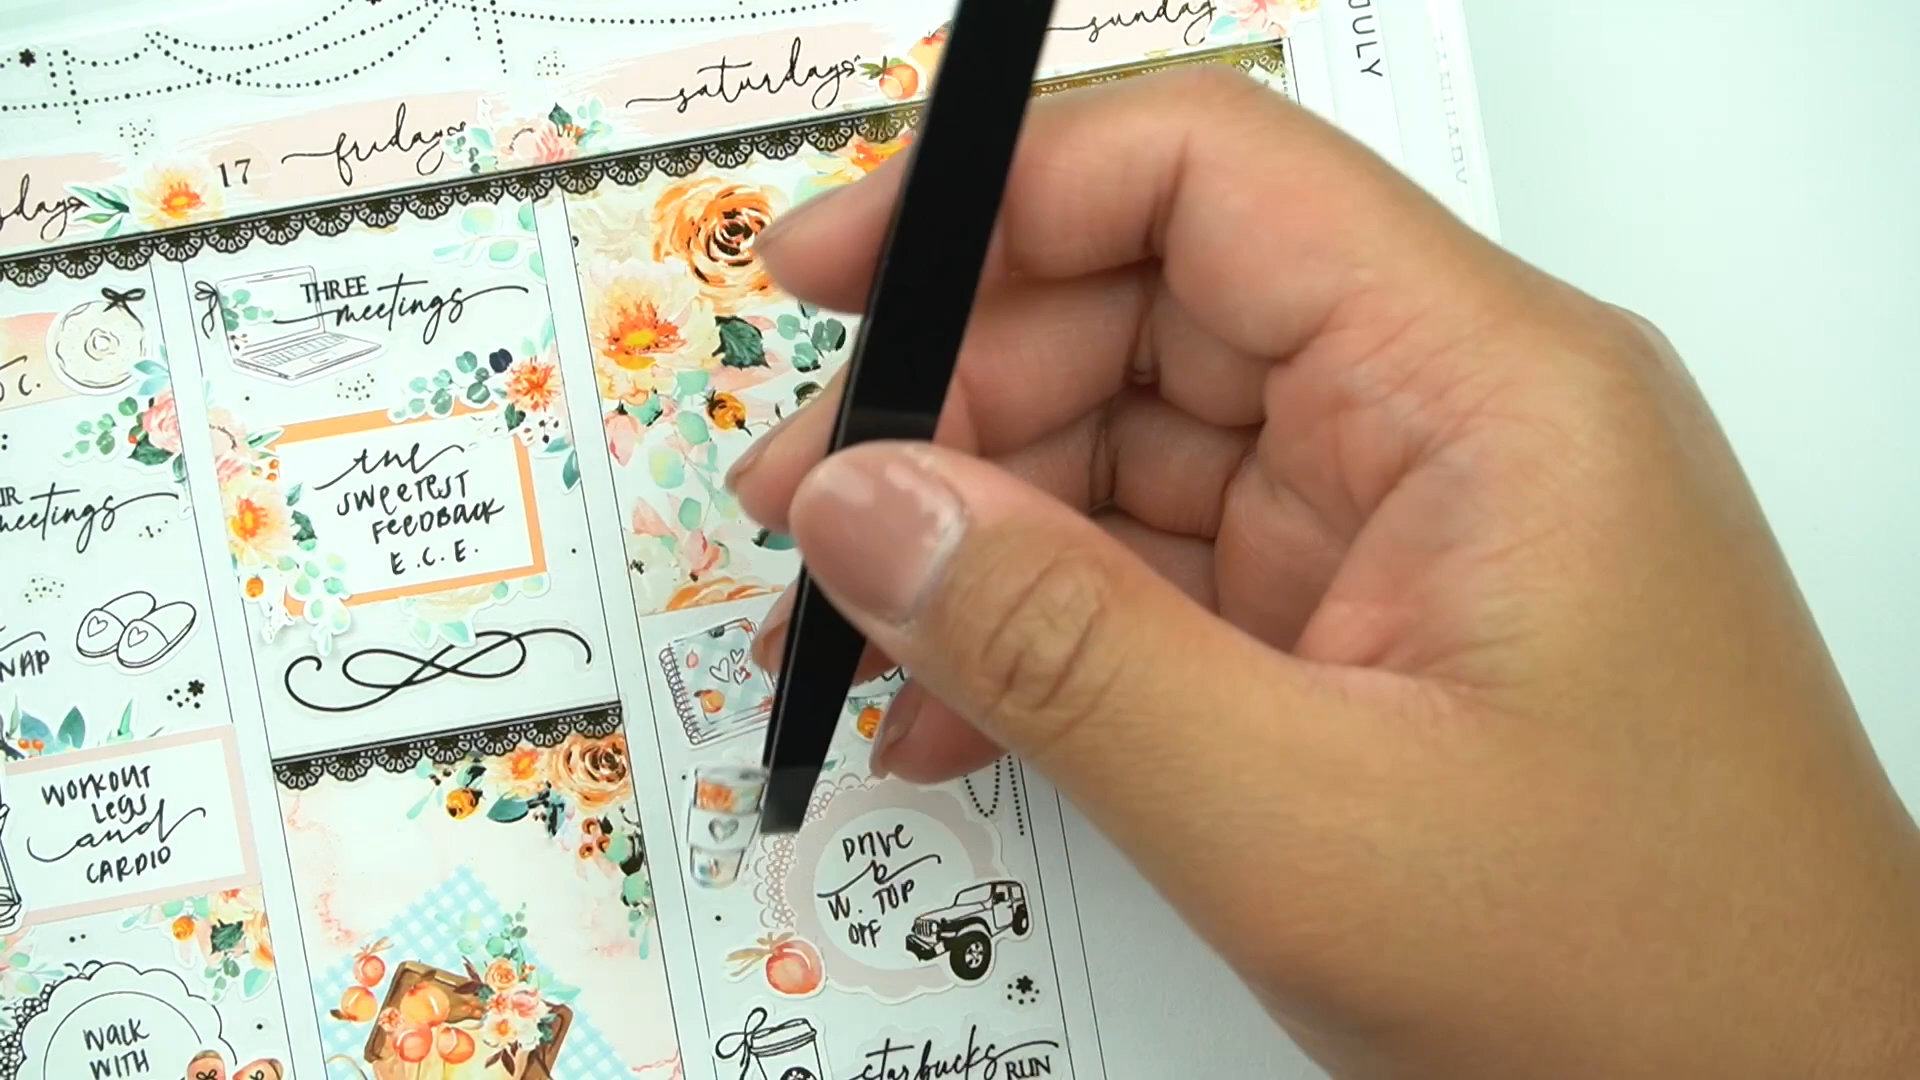 JULY
17
friday
saturday
sunday
THREE
meetings
the
SWEETEST
FEEDBACK
E.C.E.
meetings
NAP
WORKOUT
LEGS
and
CARDIO
WALK
WITH
DRIVE
W. TOP
OFF
starbucks RUN